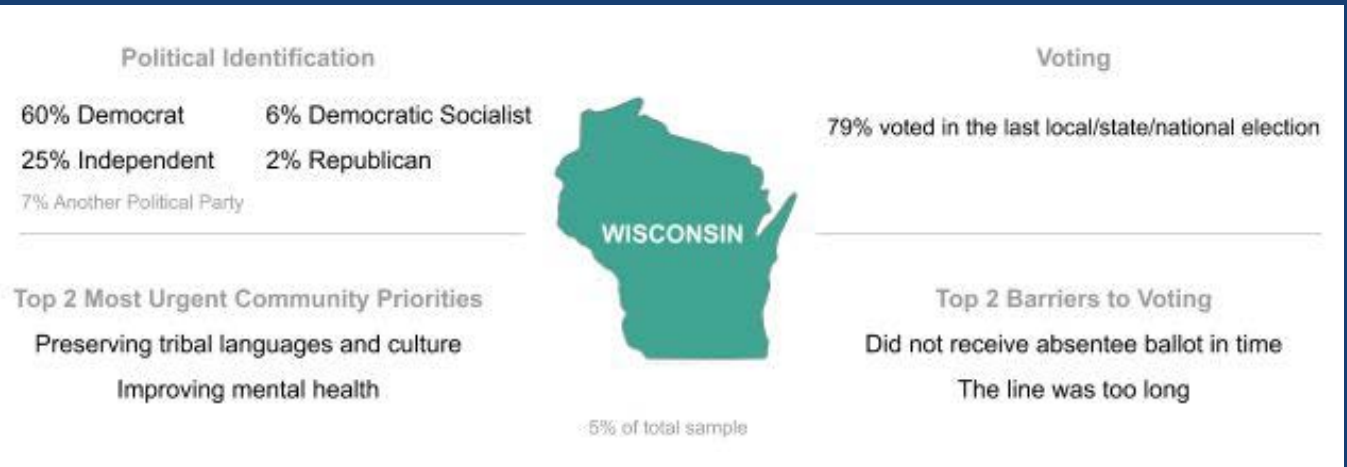 Political Identification
60% Democrat
6% Democratic Socialist
25% Independent
2% Republican
7% Another Political Party
Top 2 Most Urgent Community Priorities
Preserving tribal languages and culture
Improving mental health
WISCONSIN
5% of total sample
Voting
79% voted in the last local/state/national election
Top 2 Barriers to Voting
Did not receive absentee ballot in time
The line was too long